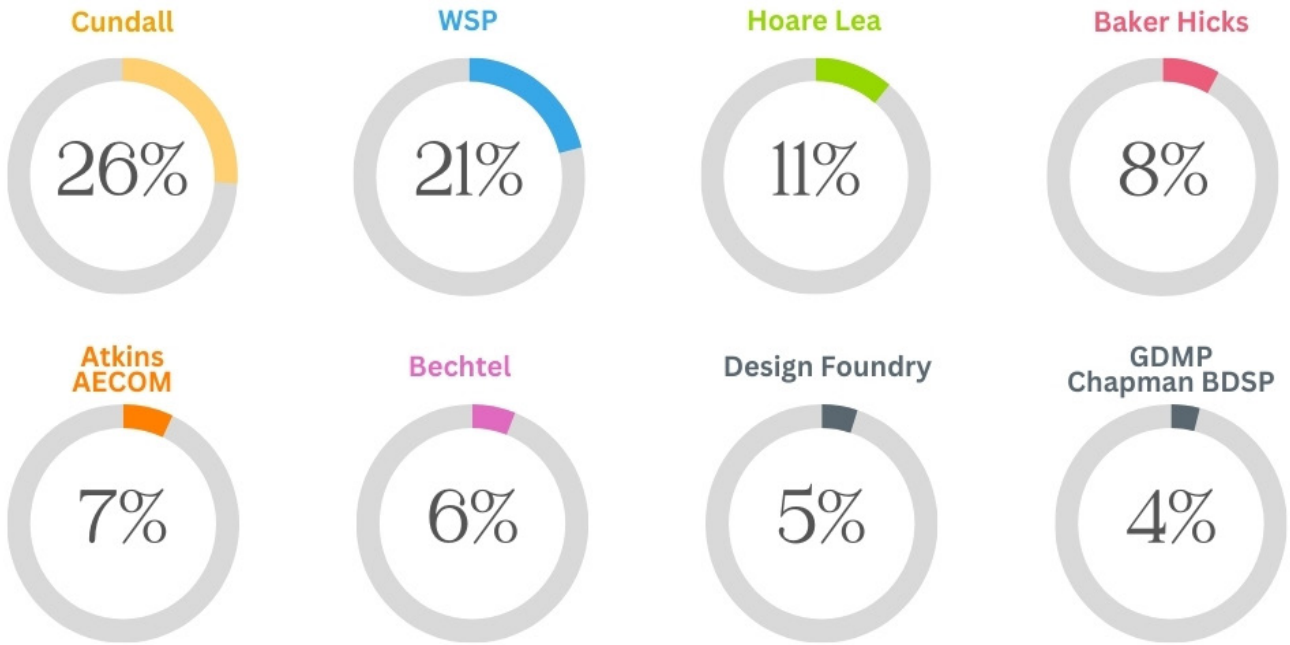 Cundall
WSP
Hoare Lea
Baker Hicks
26%
21%
11%
8%
Atkins
AECOM
Bechtel
Design Foundry
GDMP
Chapman BDSP
7%
6%
5%
4%